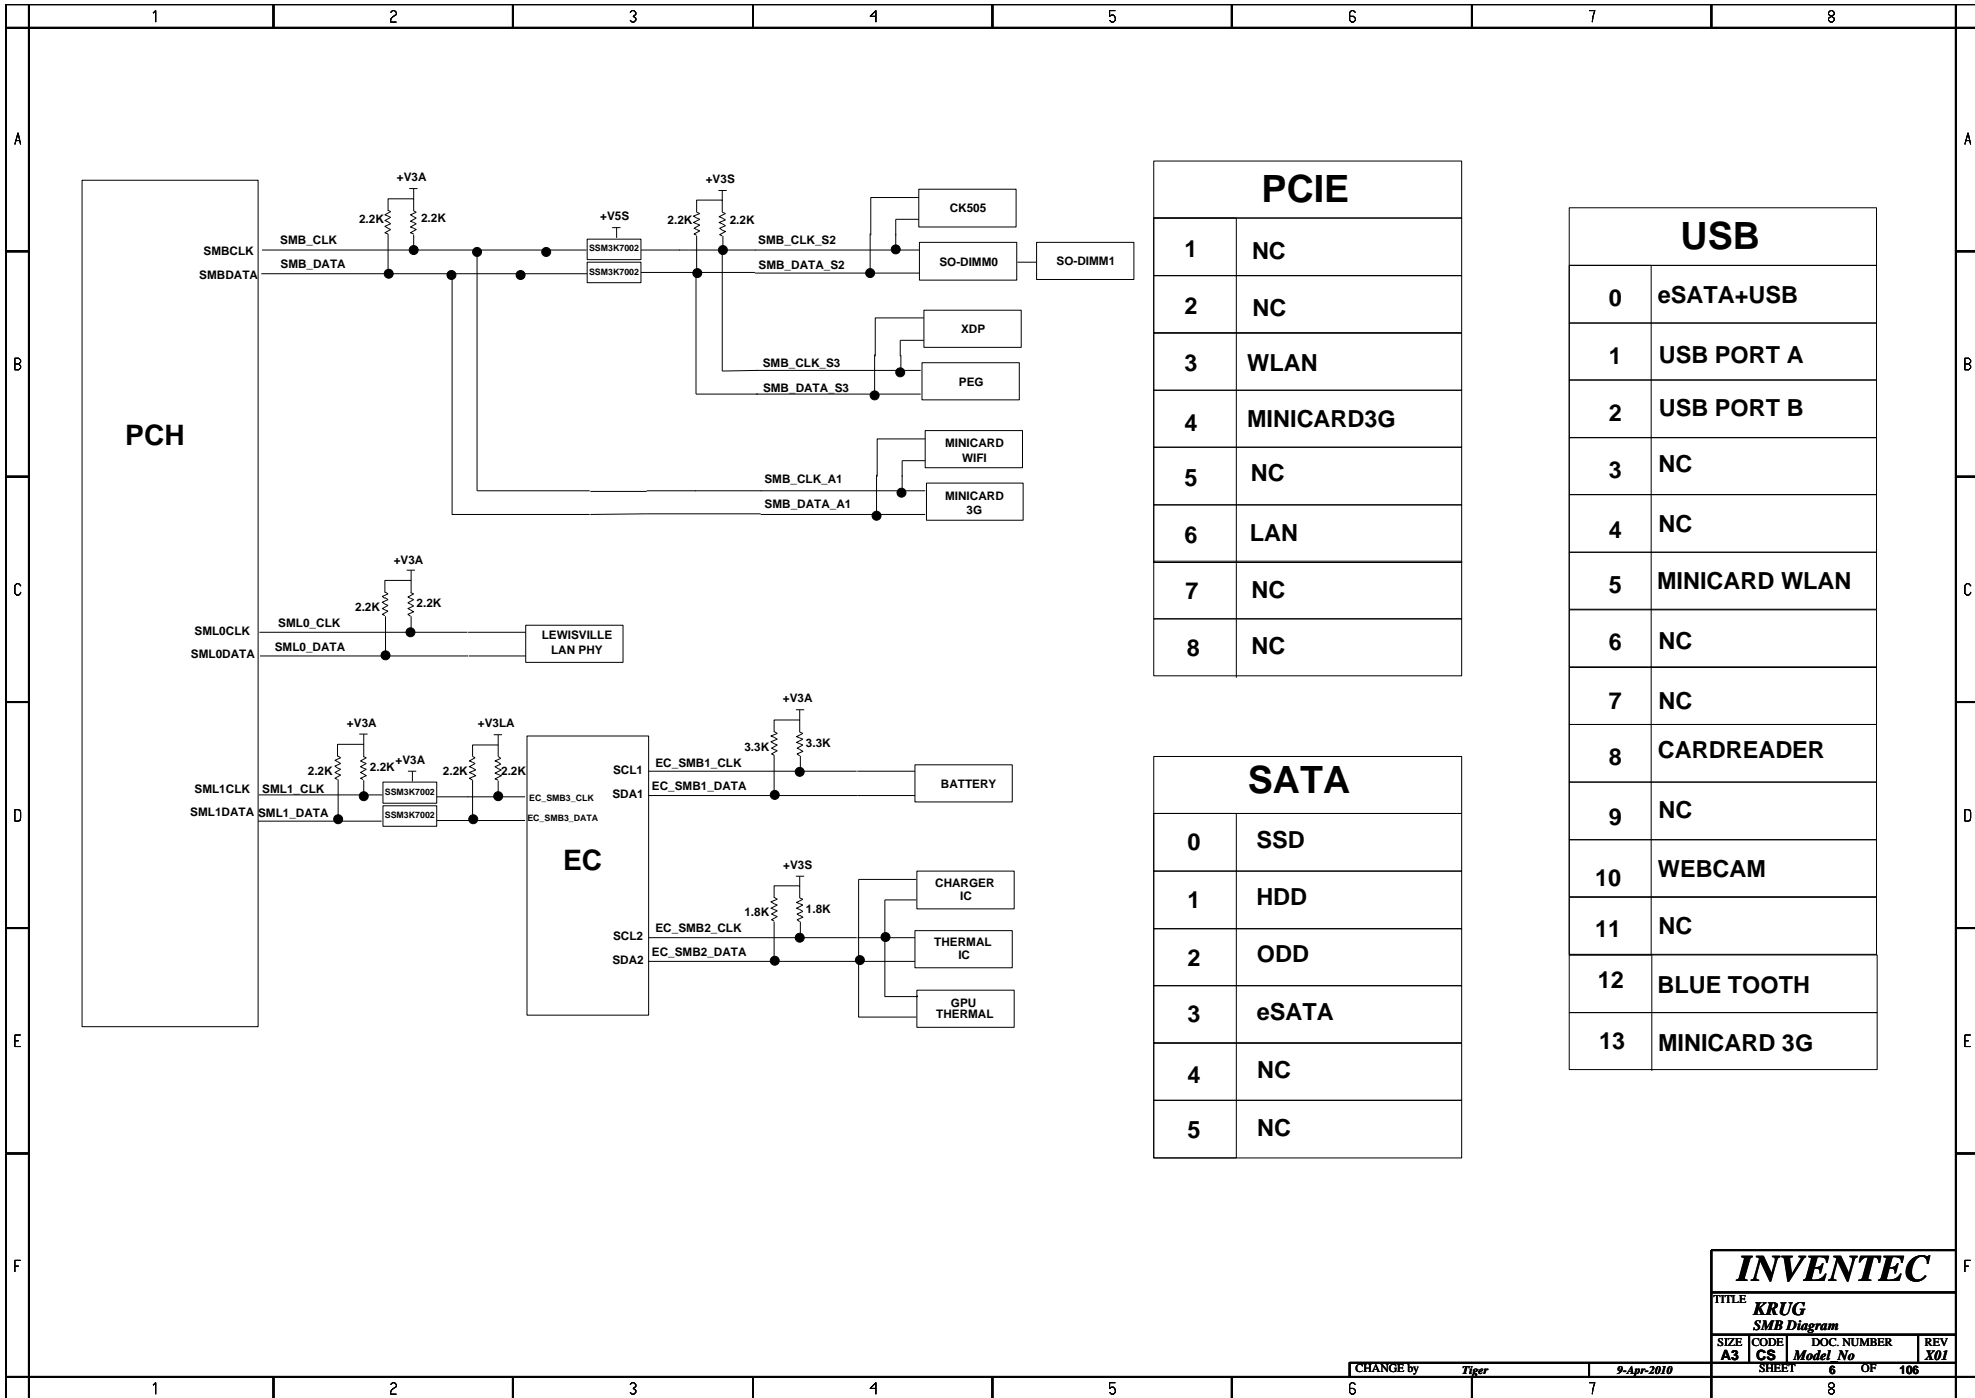 1 2 3 4 5 6 7 8
A
B
C
D
E
F
A
B
C
D
E
F
PCH
SMBCLK
SMBDATA
SMB_CLK
SMB_DATA
+V3A
2.2K
2.2K
+V5S
SSM3K7002
SSM3K7002
+V3S
2.2K
2.2K
SMB_CLK_S2
SMB_DATA_S2
CK505
SO-DIMM0
SO-DIMM1
SMB_CLK_S3
SMB_DATA_S3
XDP
PEG
SMB_CLK_A1
SMB_DATA_A1
MINICARD
WIFI
MINICARD
3G
SML0CLK
SML0DATA
SML0_CLK
SML0_DATA
+V3A
2.2K
2.2K
LEWISVILLE
LAN PHY
SML1CLK
SML1DATA
SML1_CLK
SML1_DATA
+V3A
2.2K
2.2K
+V3A
SSM3K7002
SSM3K7002
+V3LA
2.2K
2.2K
EC_SMB3_CLK
EC_SMB3_DATA
EC
SCL1
SDA1
EC_SMB1_CLK
EC_SMB1_DATA
+V3A
3.3K
3.3K
BATTERY
SCL2
SDA2
EC_SMB2_CLK
EC_SMB2_DATA
+V3S
1.8K
1.8K
CHARGER
IC
THERMAL
IC
GPU
THERMAL
PCIE
1 NC
2 NC
3 WLAN
4 MINICARD3G
5 NC
6 LAN
7 NC
8 NC
SATA
0 SSD
1 HDD
2 ODD
3 eSATA
4 NC
5 NC
USB
0 eSATA+USB
1 USB PORT A
2 USB PORT B
3 NC
4 NC
5 MINICARD WLAN
6 NC
7 NC
8 CARDREADER
9 NC
10 WEBCAM
11 NC
12 BLUE TOOTH
13 MINICARD 3G
INVENTEC
TITLE
KRUG
SMB Diagram
SIZE CODE DOC. NUMBER REV
A3 CS Model_No X01
CHANGE by Tiger 9-Apr-2010 SHEET 6 OF 106
1 2 3 4 5 6 7 8